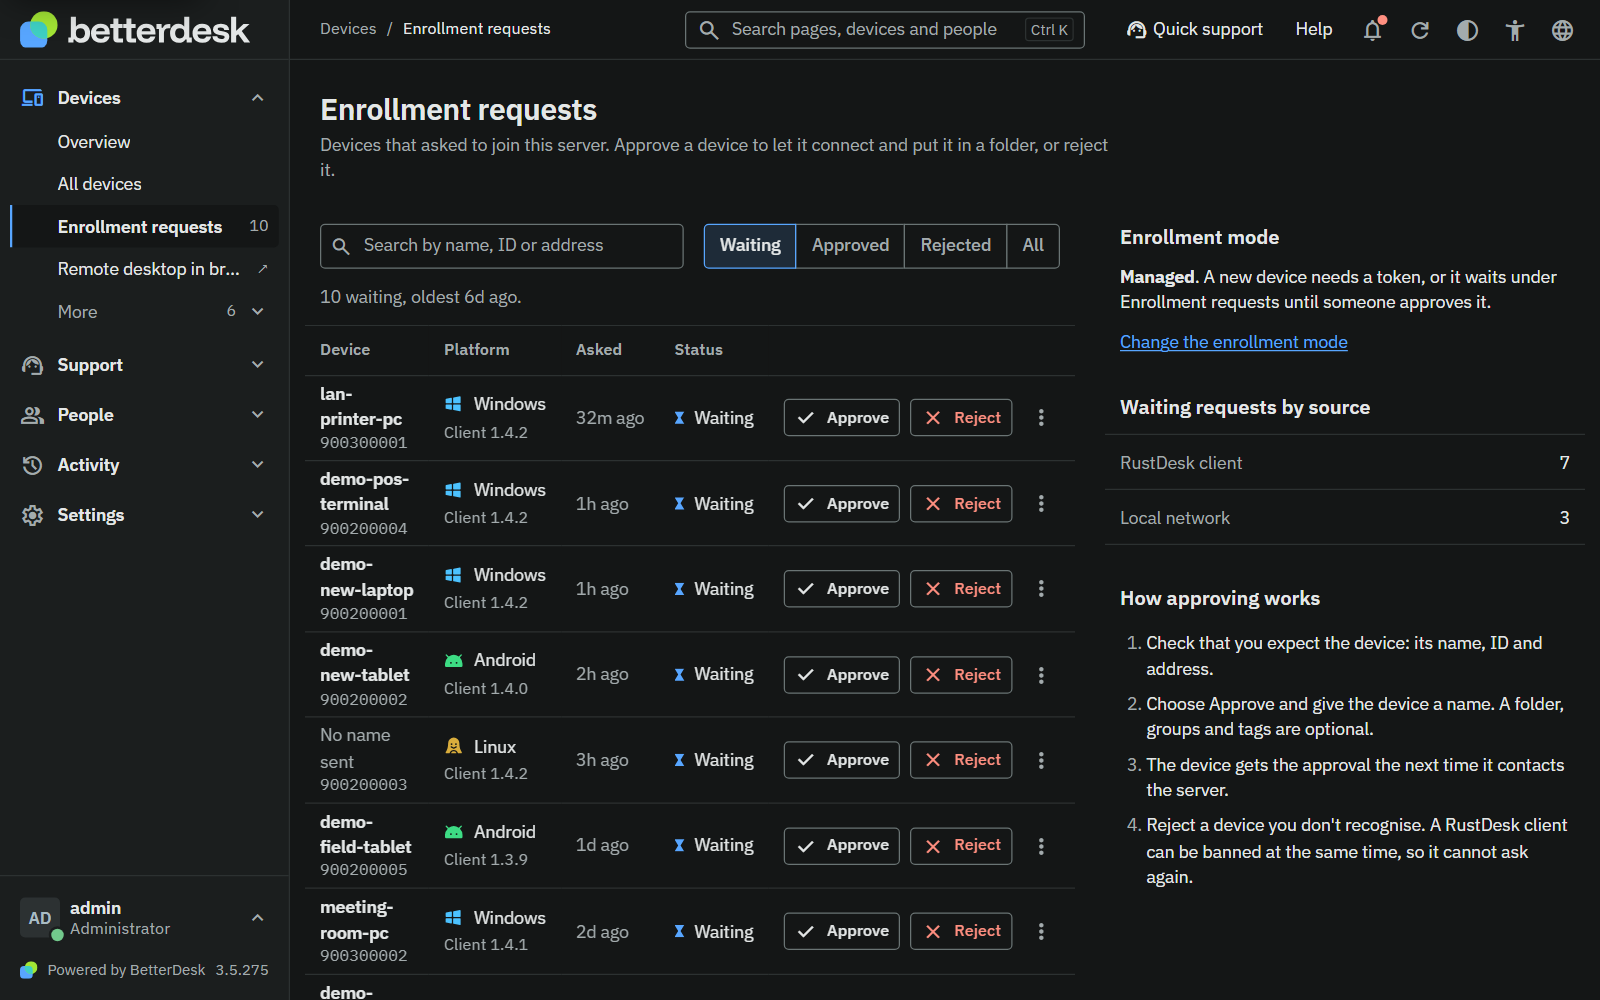 betterdesk
Devices / Enrollment requests
Search pages, devices and people Ctrl K
Quick support
Help
Devices
Overview
All devices
Enrollment requests 10
Remote desktop in br...
More 6
Support
People
Activity
Settings
AD
admin
Administrator
Powered by BetterDesk 3.5.275
Enrollment requests
Devices that asked to join this server. Approve a device to let it connect and put it in a folder, or reject
it.
Search by name, ID or address
Waiting Approved Rejected All
10 waiting, oldest 6d ago.
Device Platform Asked Status
lan-
printer-pc
900300001
Windows
Client 1.4.2
32m ago
Waiting
Approve
Reject
demo-pos-
terminal
900200004
Windows
Client 1.4.2
1h ago
Waiting
Approve
Reject
demo-
new-laptop
900200001
Windows
Client 1.4.2
1h ago
Waiting
Approve
Reject
demo-
new-tablet
900200002
Android
Client 1.4.0
2h ago
Waiting
Approve
Reject
No name
sent
900200003
Linux
Client 1.4.2
3h ago
Waiting
Approve
Reject
demo-
field-tablet
900200005
Android
Client 1.3.9
1d ago
Waiting
Approve
Reject
meeting-
room-pc
900300002
Windows
Client 1.4.1
2d ago
Waiting
Approve
Reject
demo-
Enrollment mode
Managed. A new device needs a token, or it waits under
Enrollment requests until someone approves it.
Change the enrollment mode
Waiting requests by source
RustDesk client 7
Local network 3
How approving works
1. Check that you expect the device: its name, ID and
address.
2. Choose Approve and give the device a name. A folder,
groups and tags are optional.
3. The device gets the approval the next time it contacts
the server.
4. Reject a device you don't recognise. A RustDesk client
can be banned at the same time, so it cannot ask
again.